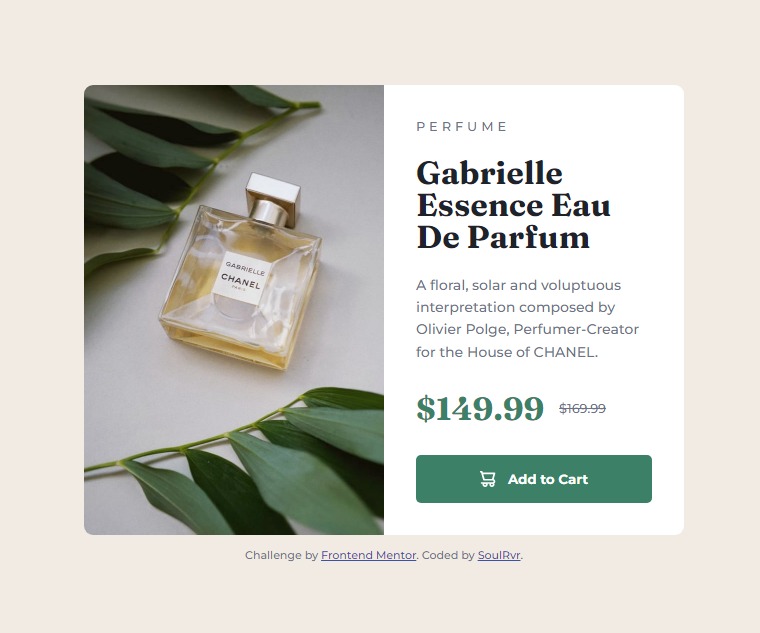 GABRIELLE
CHANEL
PARIS
PERFUME
Gabrielle
Essence Eau
De Parfum
A floral, solar and voluptuous
interpretation composed by
Olivier Polge, Perfumer-Creator
for the House of CHANEL.
$149.99 $169.99
Add to Cart
Challenge by Frontend Mentor. Coded by SoulRvr.